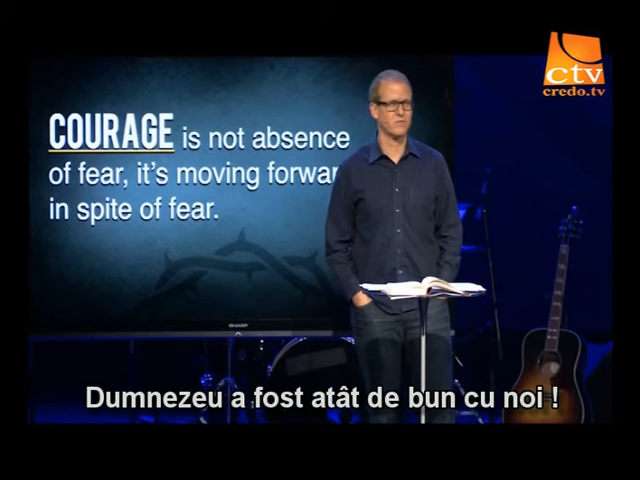 ctv
credo.tv
COURAGE is not absence
of fear, it's moving forwar
in spite of fear.
SHARP
Dumnezeu a fost atât de bun cu noi !